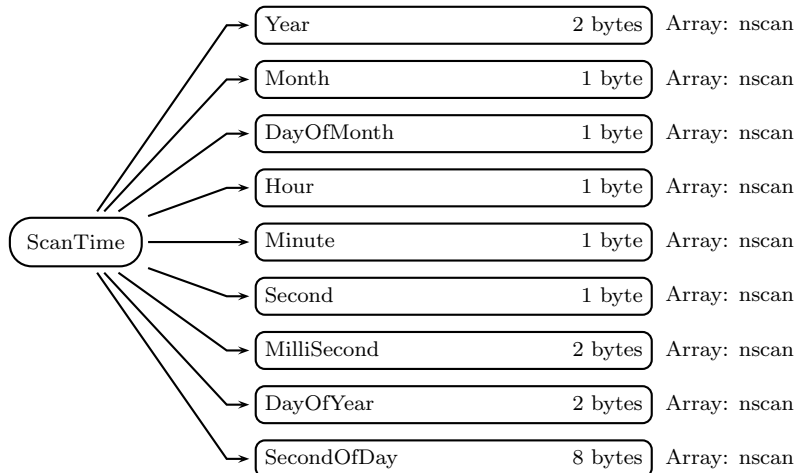 Year 2 bytes Array: nscan
Month 1 byte Array: nscan
DayOfMonth 1 byte Array: nscan
Hour 1 byte Array: nscan
ScanTime
Minute 1 byte Array: nscan
Second 1 byte Array: nscan
MilliSecond 2 bytes Array: nscan
DayOfYear 2 bytes Array: nscan
SecondOfDay 8 bytes Array: nscan